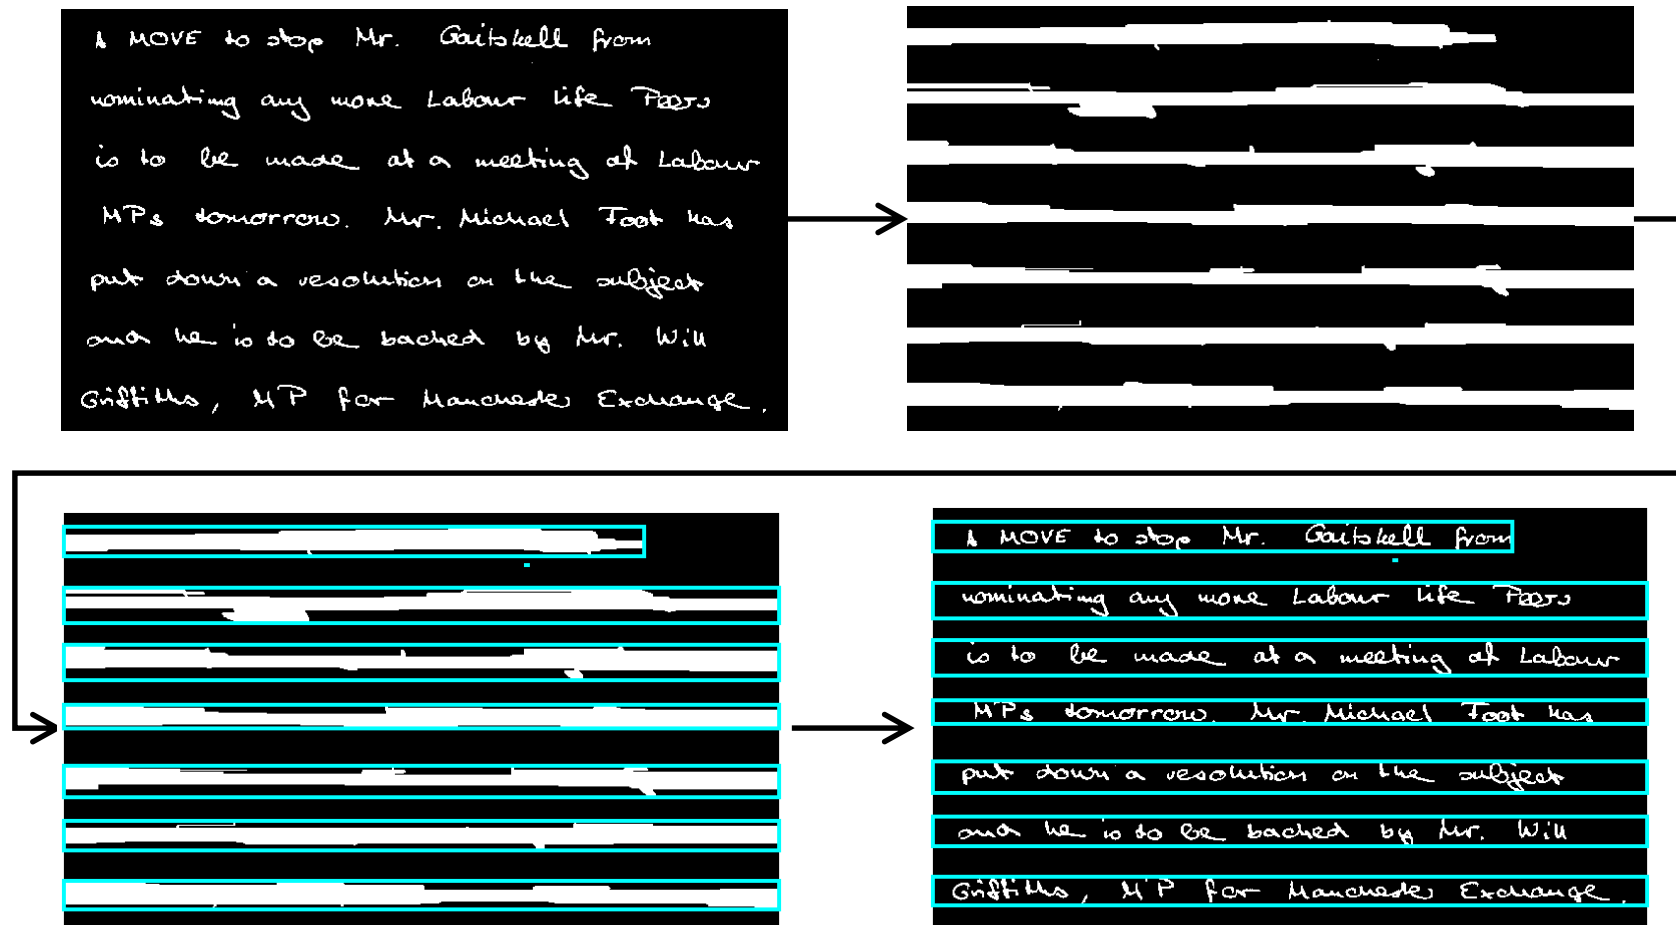 A MOVE to stop Mr. Gaitskell from
nominating any more Labour Life Peers
is to be made at a meeting of Labour
MPs tomorrow. Mr. Michael Foot has
put down a resolution on the subject
and he is to be backed by Mr. Will
Griffiths, MP for Manchester Exchange.
A MOVE to stop Mr. Gaitskell from
nominating any more Labour Life Peers
is to be made at a meeting of Labour
MPs tomorrow. Mr. Michael Foot has
put down a resolution on the subject
and he is to be backed by Mr. Will
Griffiths, MP for Manchester Exchange.